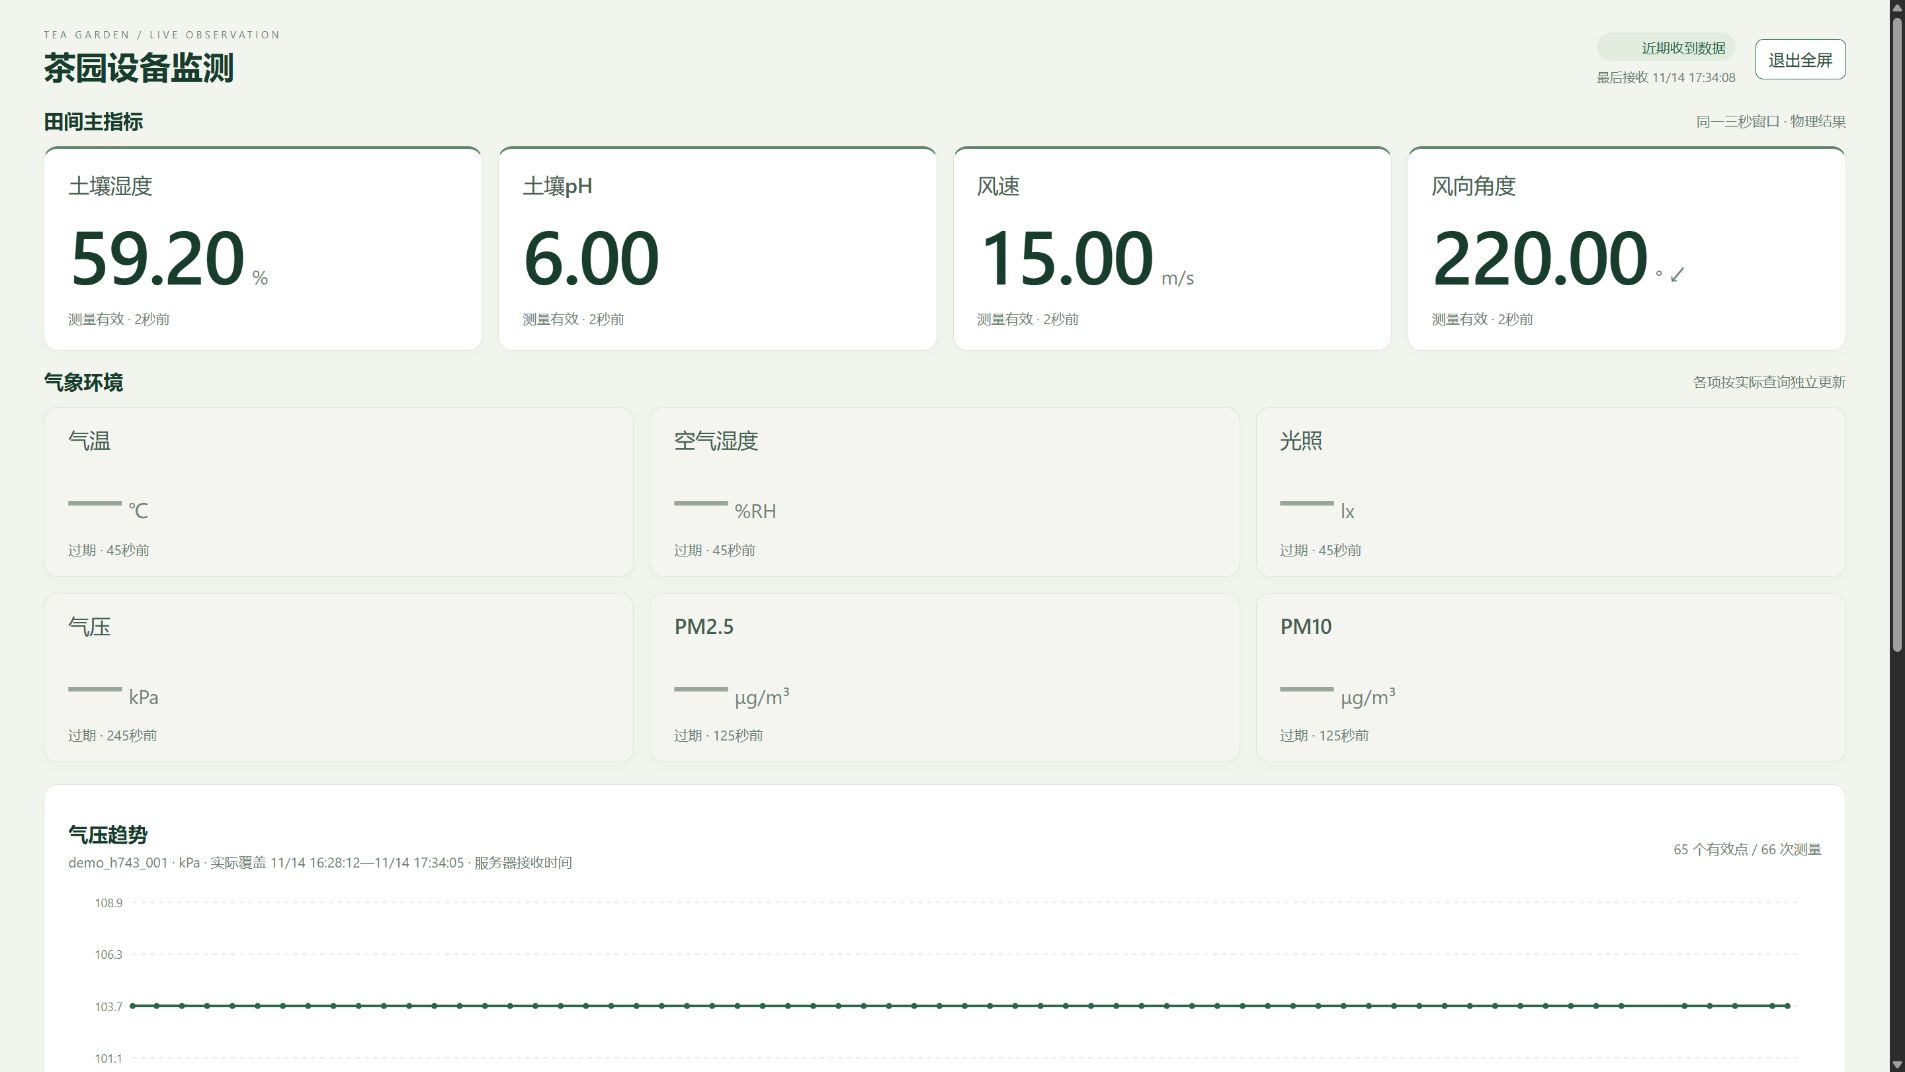 TEA GARDEN / LIVE OBSERVATION
茶园设备监测
近期收到数据
最后接收 11/14 17:34:08
退出全屏
田间主指标
同一三秒窗口 · 物理结果
土壤湿度
59.20 %
测量有效 · 2秒前
土壤pH
6.00
测量有效 · 2秒前
风速
15.00 m/s
测量有效 · 2秒前
风向角度
220.00 ° ↙
测量有效 · 2秒前
气象环境
各项按实际查询独立更新
气温
— ℃
过期 · 45秒前
空气湿度
— %RH
过期 · 45秒前
光照
— lx
过期 · 45秒前
气压
— kPa
过期 · 245秒前
PM2.5
— μg/m³
过期 · 125秒前
PM10
— μg/m³
过期 · 125秒前
气压趋势
demo_h743_001 · kPa · 实际覆盖 11/14 16:28:12—11/14 17:34:05 · 服务器接收时间
65 个有效点 / 66 次测量
108.9
106.3
103.7
101.1